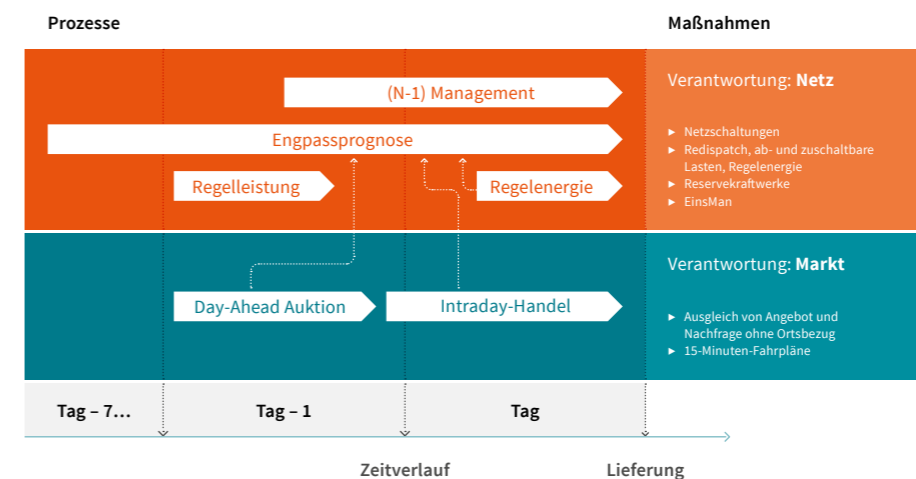 Prozesse
Maßnahmen
(N-1) Management
Engpassprognose
Regelleistung
Regelenergie
Verantwortung: Netz
► Netzschaltungen
► Redispatch, ab- und zuschaltbare
Lasten, Regelenergie
► Reservekraftwerke
► EinsMan
Day-Ahead Auktion
Intraday-Handel
Verantwortung: Markt
► Ausgleich von Angebot und
Nachfrage ohne Ortsbezug
► 15-Minuten-Fahrpläne
Tag – 7...
Tag – 1
Tag
Zeitverlauf
Lieferung